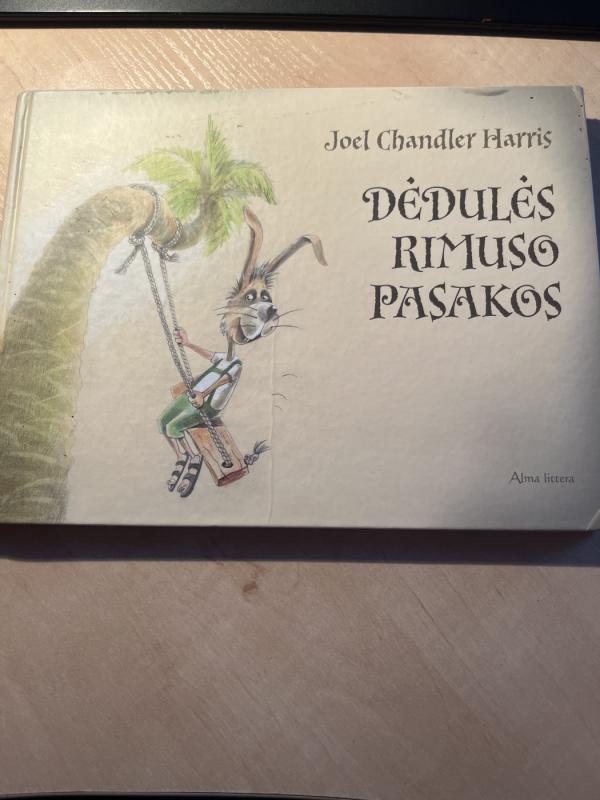 Joel Chandler Harris
DĖDULĖS
RIMUSO
PASAKOS
Alma littera